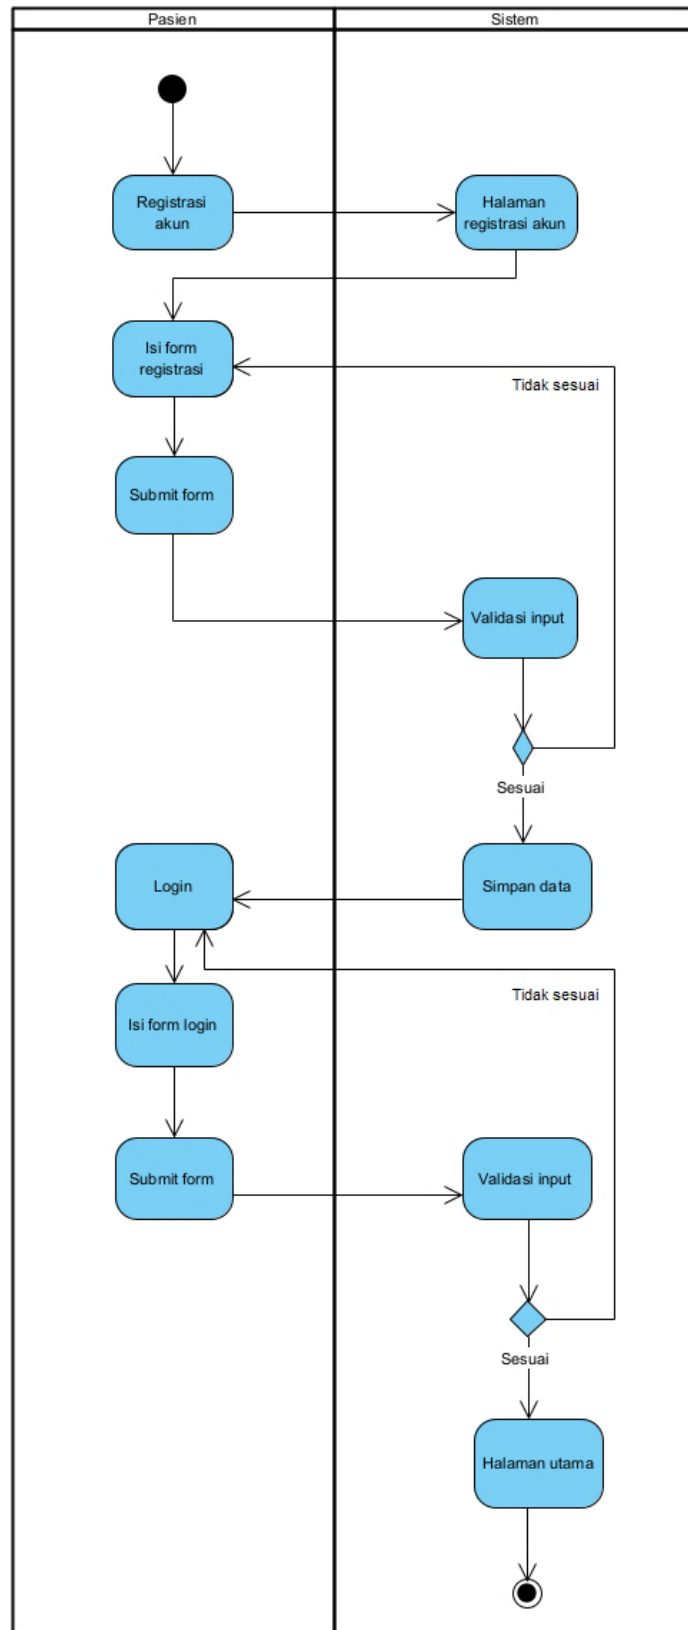 Pasien
Sistem
Registrasi
akun
Halaman
registrasi akun
Isi form
registrasi
Tidak sesuai
Submit form
Validasi input
Sesuai
Login
Simpan data
Tidak sesuai
Isi form login
Submit form
Validasi input
Sesuai
Halaman utama